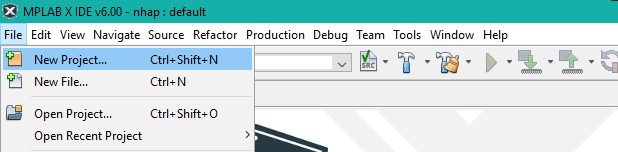 MPLAB X IDE v6.00 - nhap : default
File Edit View Navigate Source Refactor Production Debug Team Tools Window Help
New Project... Ctrl+Shift+N
New File... Ctrl+N
Open Project... Ctrl+Shift+O
Open Recent Project
SRC